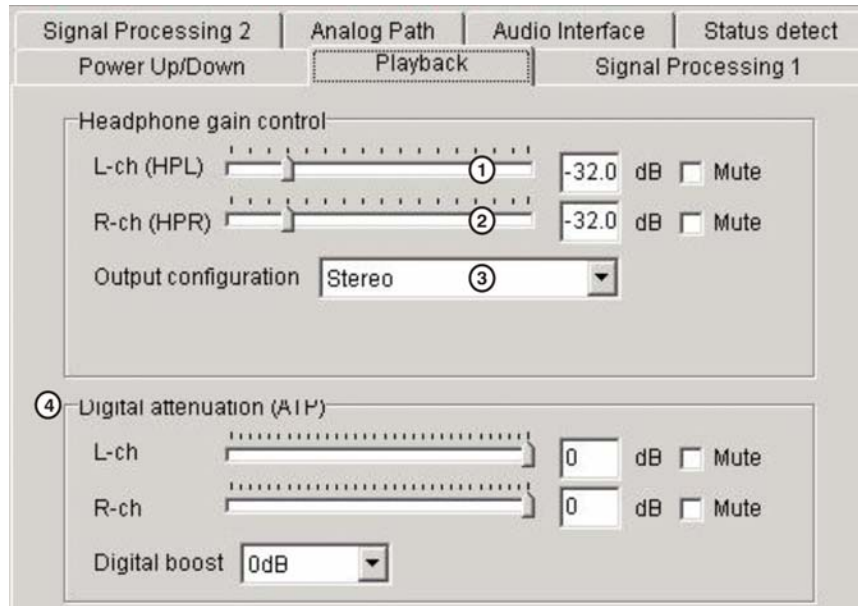 Signal Processing 2 Analog Path Audio Interface Status detect
Power Up/Down Playback Signal Processing 1
Headphone gain control
L-ch (HPL) ① -32.0 dB Mute
R-ch (HPR) ② -32.0 dB Mute
Output configuration Stereo ③
④ Digital attenuation (ATP)
L-ch 0 dB Mute
R-ch 0 dB Mute
Digital boost 0dB